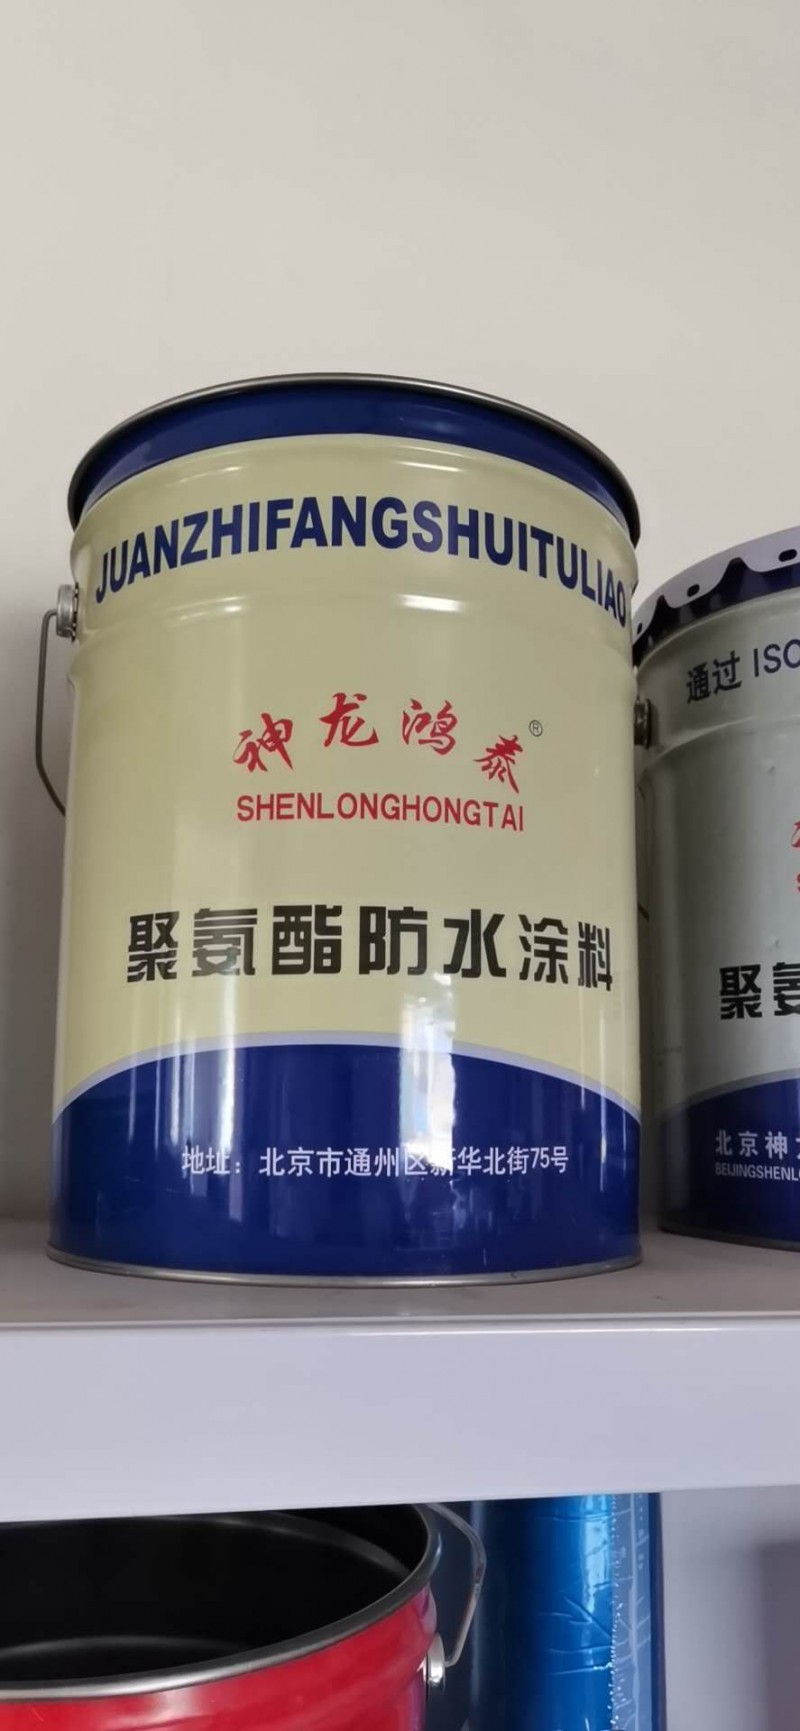 JUANZHIFANGSHUITULIAO
神龙鸿泰®
SHENLONGHONGTAI
聚氨酯防水涂料
地址：北京市通州区新华北街75号
通过 ISO
聚氨
北京神
BEIJINGSHENL